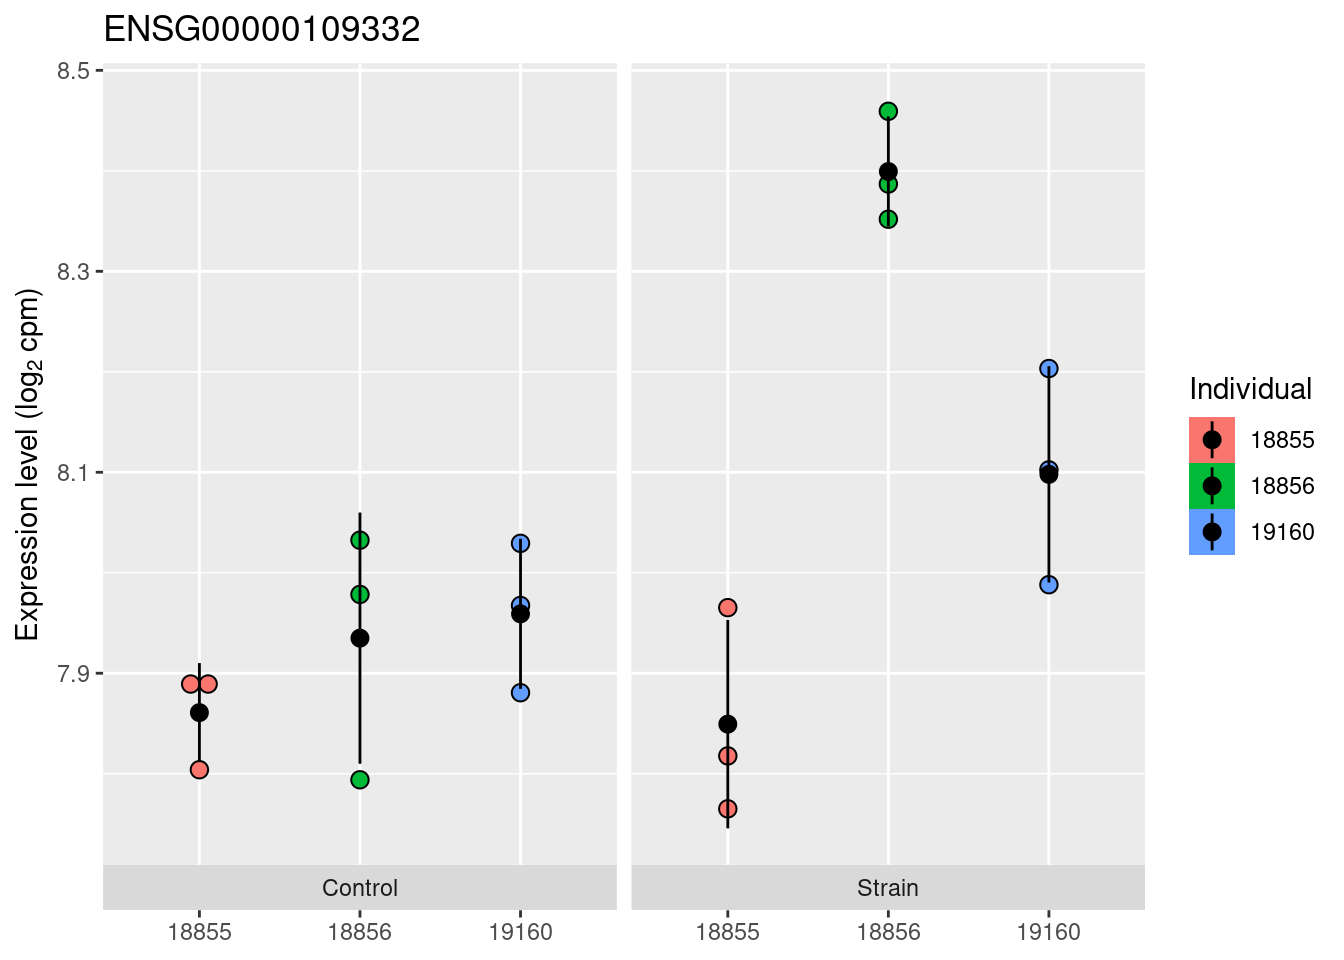 ENSG00000109332
Expression level (log₂ cpm)
8.5
8.3
8.1
7.9
Control
Strain
18855
18856
19160
18855
18856
19160
Individual
18855
18856
19160